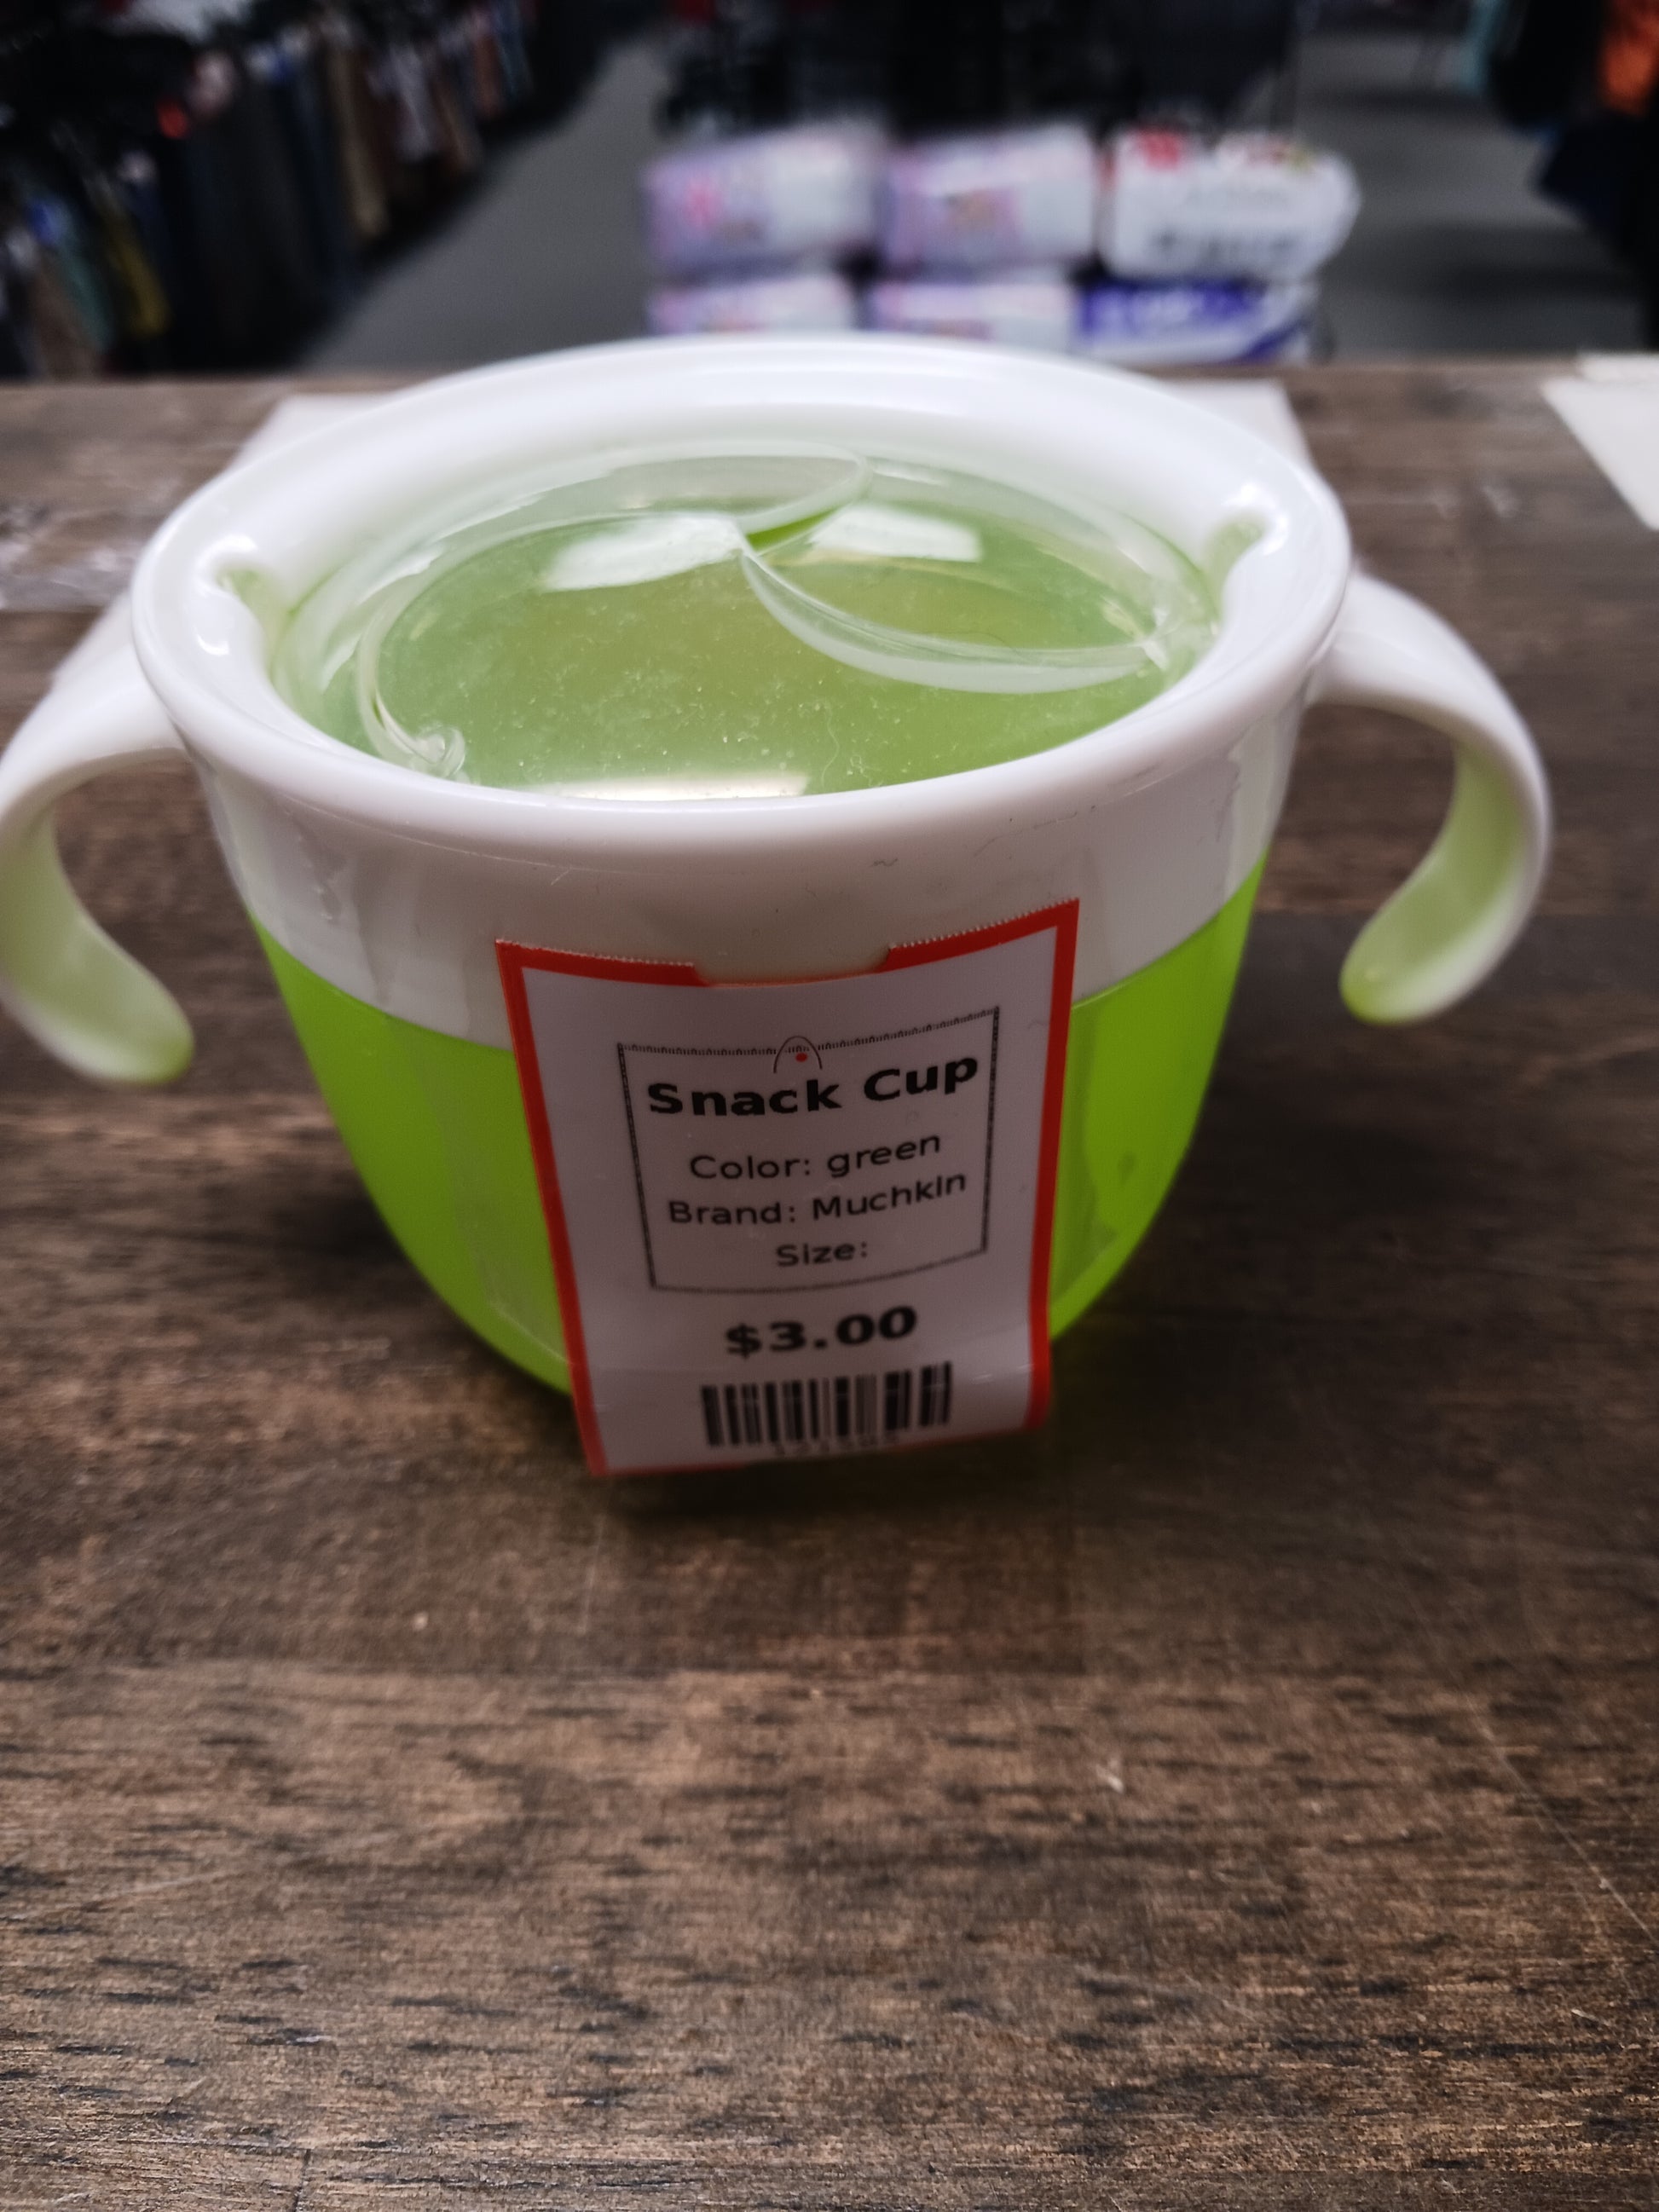 Snack Cup
Color: green
Brand: Muchkin
Size:
$3.00